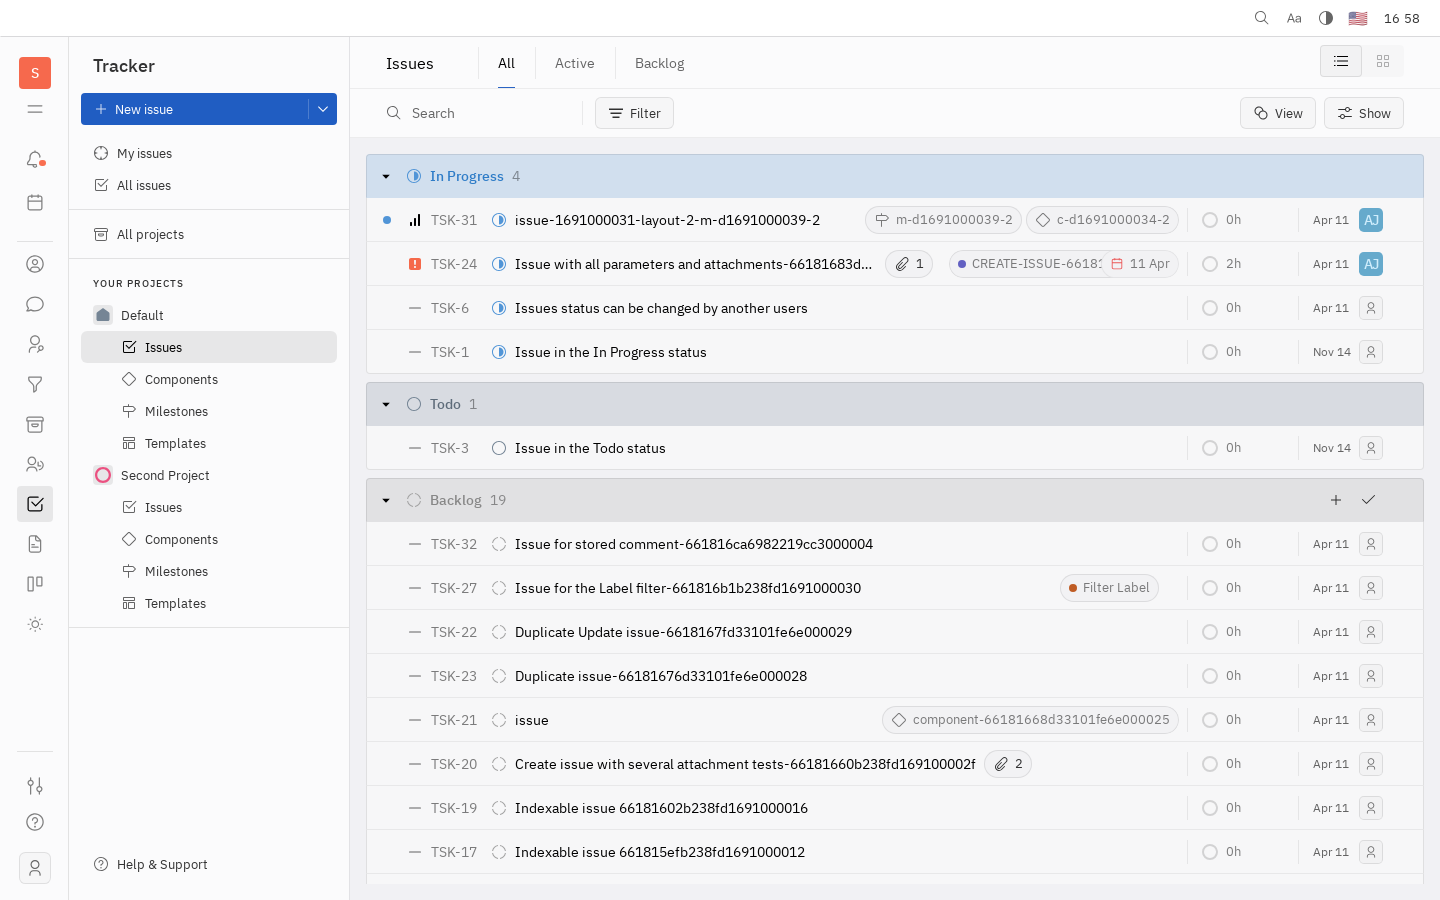 Aa 16 58
S
Tracker
New issue
My issues
All issues
All projects
YOUR PROJECTS
Default
Issues
Components
Milestones
Templates
Second Project
Issues
Components
Milestones
Templates
Help & Support
Issues All Active Backlog
Search Filter View Show
In Progress 4
TSK-31 issue-1691000031-layout-2-m-d1691000039-2 m-d1691000039-2 c-d1691000034-2 0h Apr 11 AJ
TSK-24 Issue with all parameters and attachments-66181683d... 1 CREATE-ISSUE-6618 11 Apr 2h Apr 11 AJ
TSK-6 Issues status can be changed by another users 0h Apr 11
TSK-1 Issue in the In Progress status 0h Nov 14
Todo 1
TSK-3 Issue in the Todo status 0h Nov 14
Backlog 19
TSK-32 Issue for stored comment-661816ca6982219cc3000004 0h Apr 11
TSK-27 Issue for the Label filter-661816b1b238fd1691000030 Filter Label 0h Apr 11
TSK-22 Duplicate Update issue-6618167fd33101fe6e000029 0h Apr 11
TSK-23 Duplicate issue-66181676d33101fe6e000028 0h Apr 11
TSK-21 issue component-66181668d33101fe6e000025 0h Apr 11
TSK-20 Create issue with several attachment tests-66181660b238fd169100002f 2 0h Apr 11
TSK-19 Indexable issue 66181602b238fd1691000016 0h Apr 11
TSK-17 Indexable issue 661815efb238fd1691000012 0h Apr 11